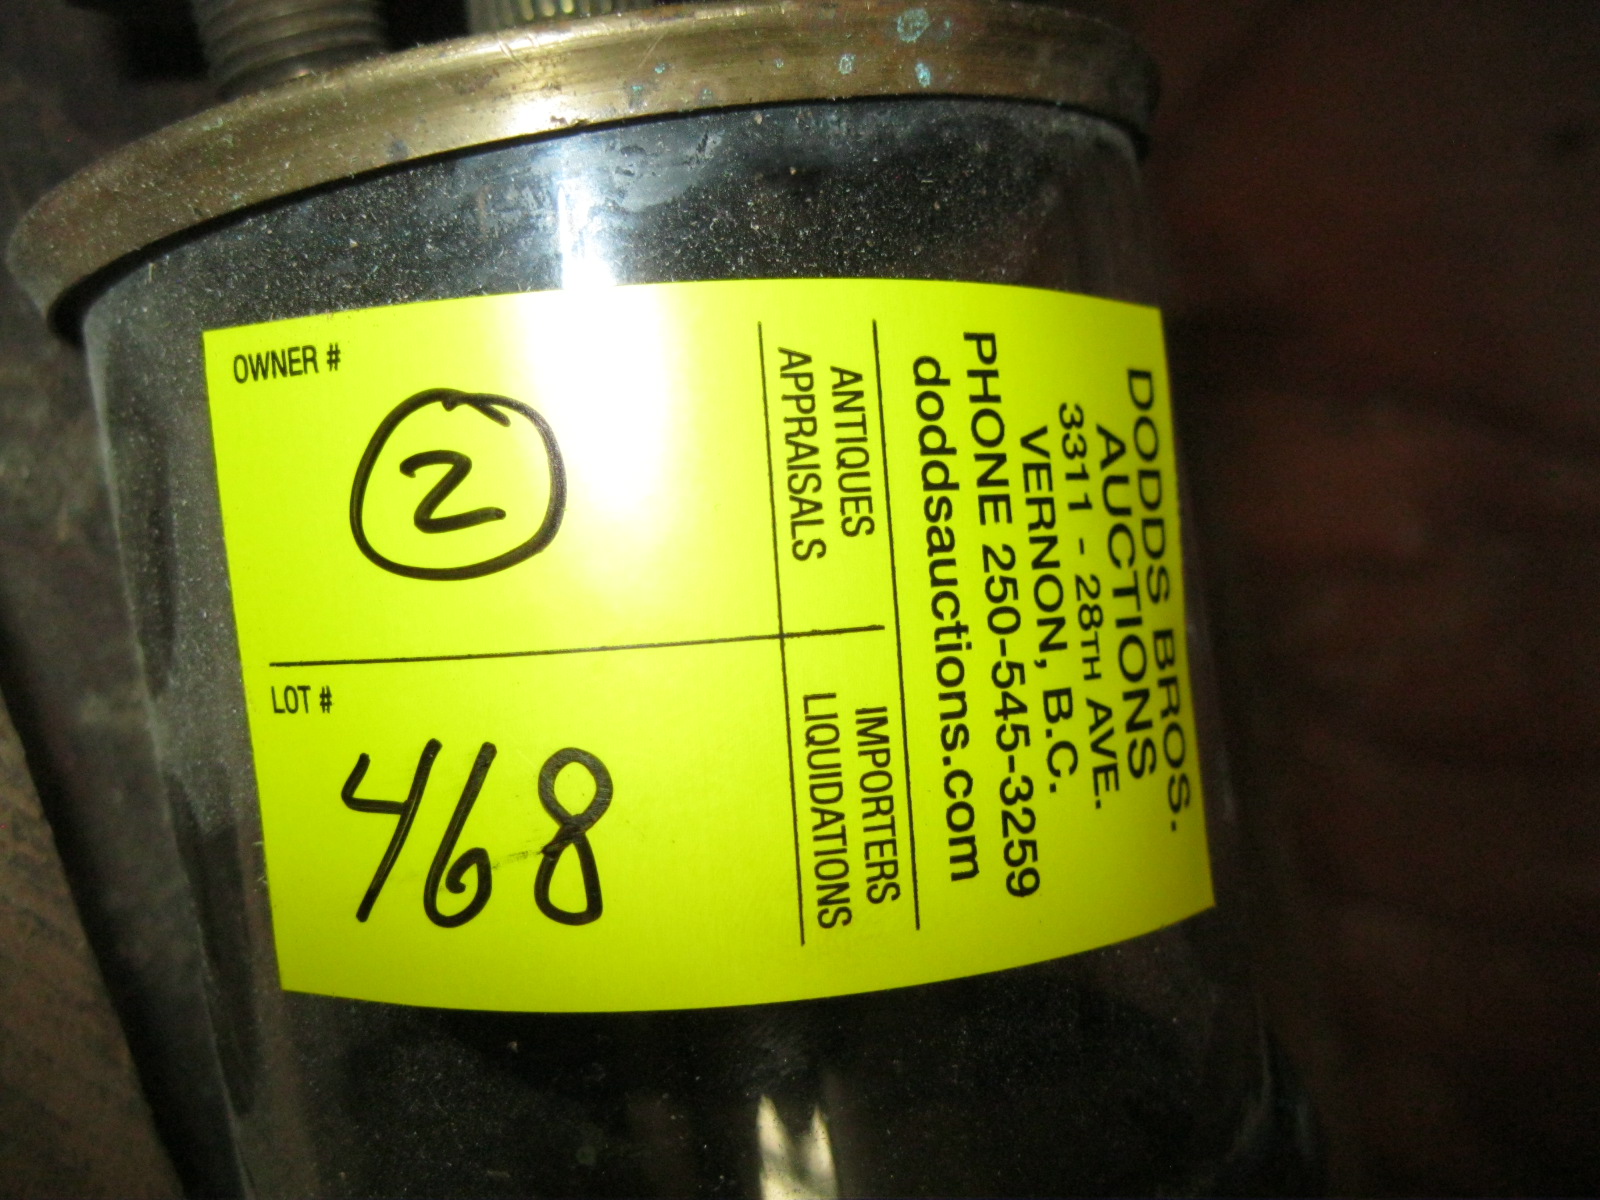 DODDS BROS.
AUCTIONS
3311 - 28TH AVE.
VERNON, B.C.
PHONE 250-545-3259
doddsauctions.com
ANTIQUES
APPRAISALS
IMPORTERS
LIQUIDATIONS
OWNER #
2
LOT #
468